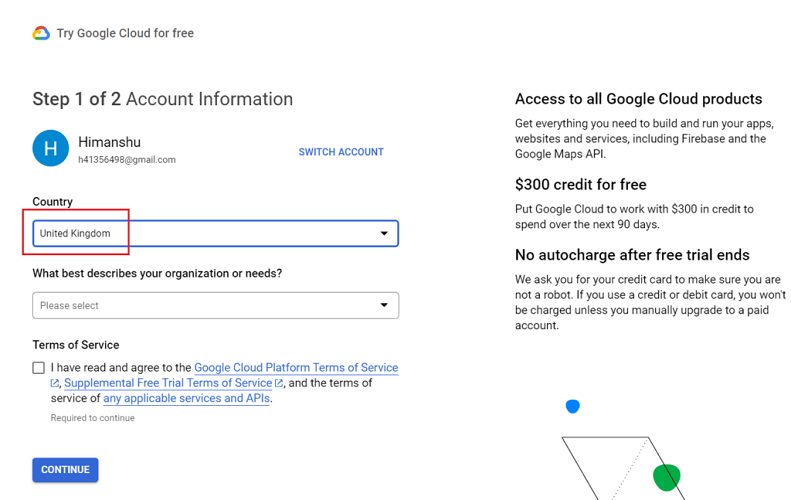 Try Google Cloud for free
Step 1 of 2 Account Information
H
Himanshu
h41356498@gmail.com
SWITCH ACCOUNT
Country
United Kingdom
What best describes your organization or needs?
Please select
Terms of Service
I have read and agree to the Google Cloud Platform Terms of Service
, Supplemental Free Trial Terms of Service , and the terms of
service of any applicable services and APIs.
Required to continue
CONTINUE
Access to all Google Cloud products
Get everything you need to build and run your apps,
websites and services, including Firebase and the
Google Maps API.
$300 credit for free
Put Google Cloud to work with $300 in credit to
spend over the next 90 days.
No autocharge after free trial ends
We ask you for your credit card to make sure you are
not a robot. If you use a credit or debit card, you won't
be charged unless you manually upgrade to a paid
account.